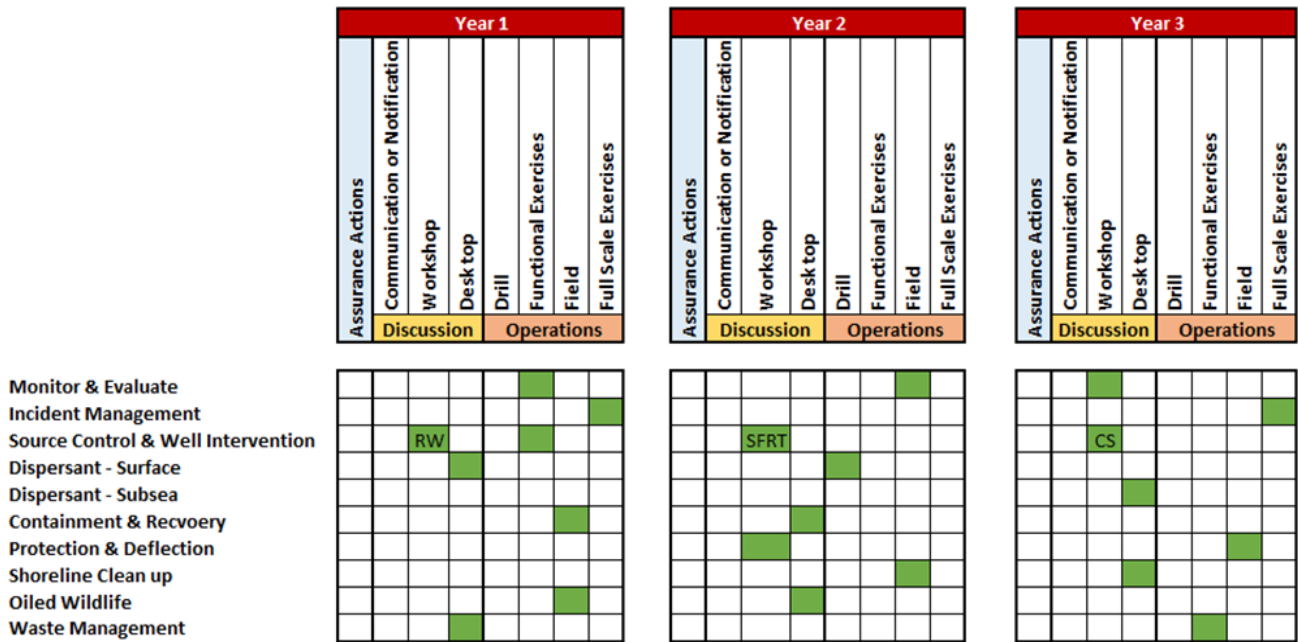 Year 1
Assurance Actions
Communication or Notification
Workshop
Desk top
Drill
Functional Exercises
Field
Full Scale Exercises
Discussion
Operations
Year 2
Assurance Actions
Communication or Notification
Workshop
Desk top
Drill
Functional Exercises
Field
Full Scale Exercises
Discussion
Operations
Year 3
Assurance Actions
Communication or Notification
Workshop
Desk top
Drill
Functional Exercises
Field
Full Scale Exercises
Discussion
Operations
Monitor & Evaluate
Incident Management
Source Control & Well Intervention RW SFRT CS
Dispersant - Surface
Dispersant - Subsea
Containment & Recvoery
Protection & Deflection
Shoreline Clean up
Oiled Wildlife
Waste Management